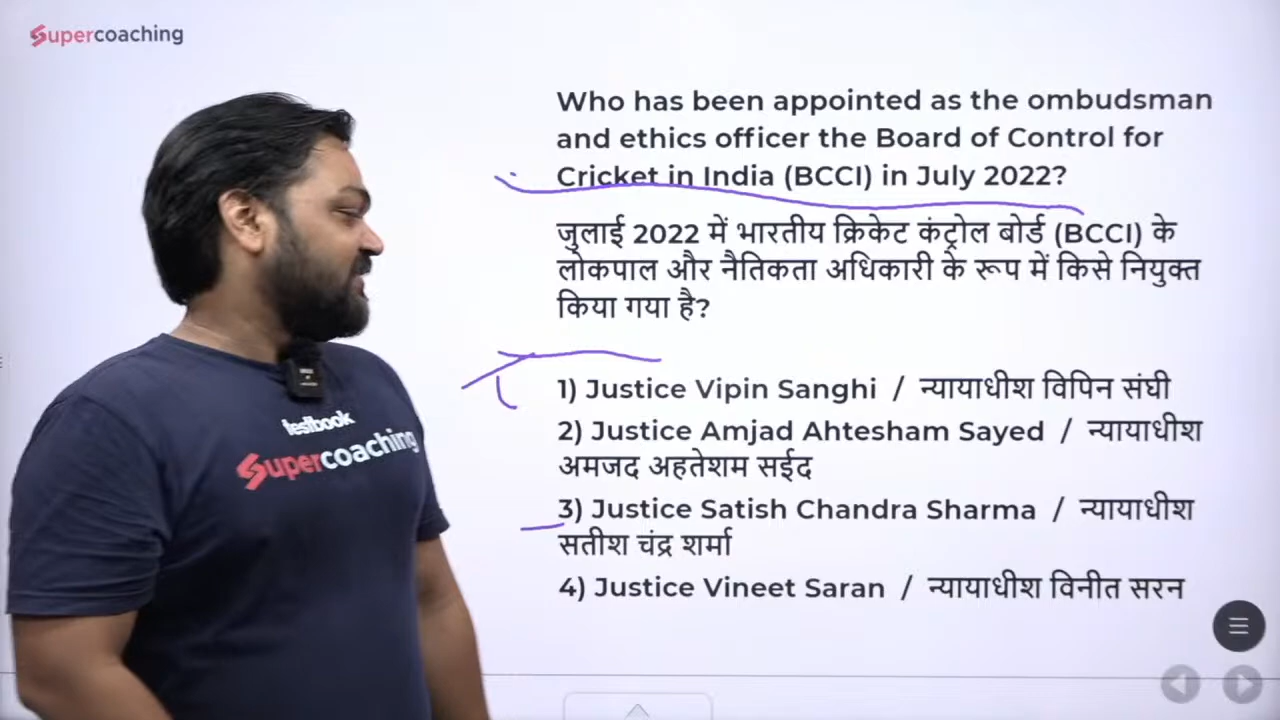 Supercoaching
Who has been appointed as the ombudsman
and ethics officer the Board of Control for
Cricket in India (BCCI) in July 2022?
जुलाई 2022 में भारतीय क्रिकेट कंट्रोल बोर्ड (BCCI) के
लोकपाल और नैतिकता अधिकारी के रूप में किसे नियुक्त
किया गया है?
1) Justice Vipin Sanghi / न्यायाधीश विपिन संघी
2) Justice Amjad Ahtesham Sayed / न्यायाधीश
अमजद अहतेशम सईद
3) Justice Satish Chandra Sharma / न्यायाधीश
सतीश चंद्र शर्मा
4) Justice Vineet Saran / न्यायाधीश विनीत सरन
testbook
Supercoaching